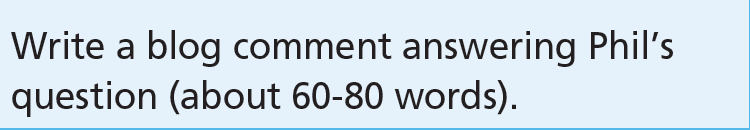 Write a blog comment answering Phil's
question (about 60-80 words).